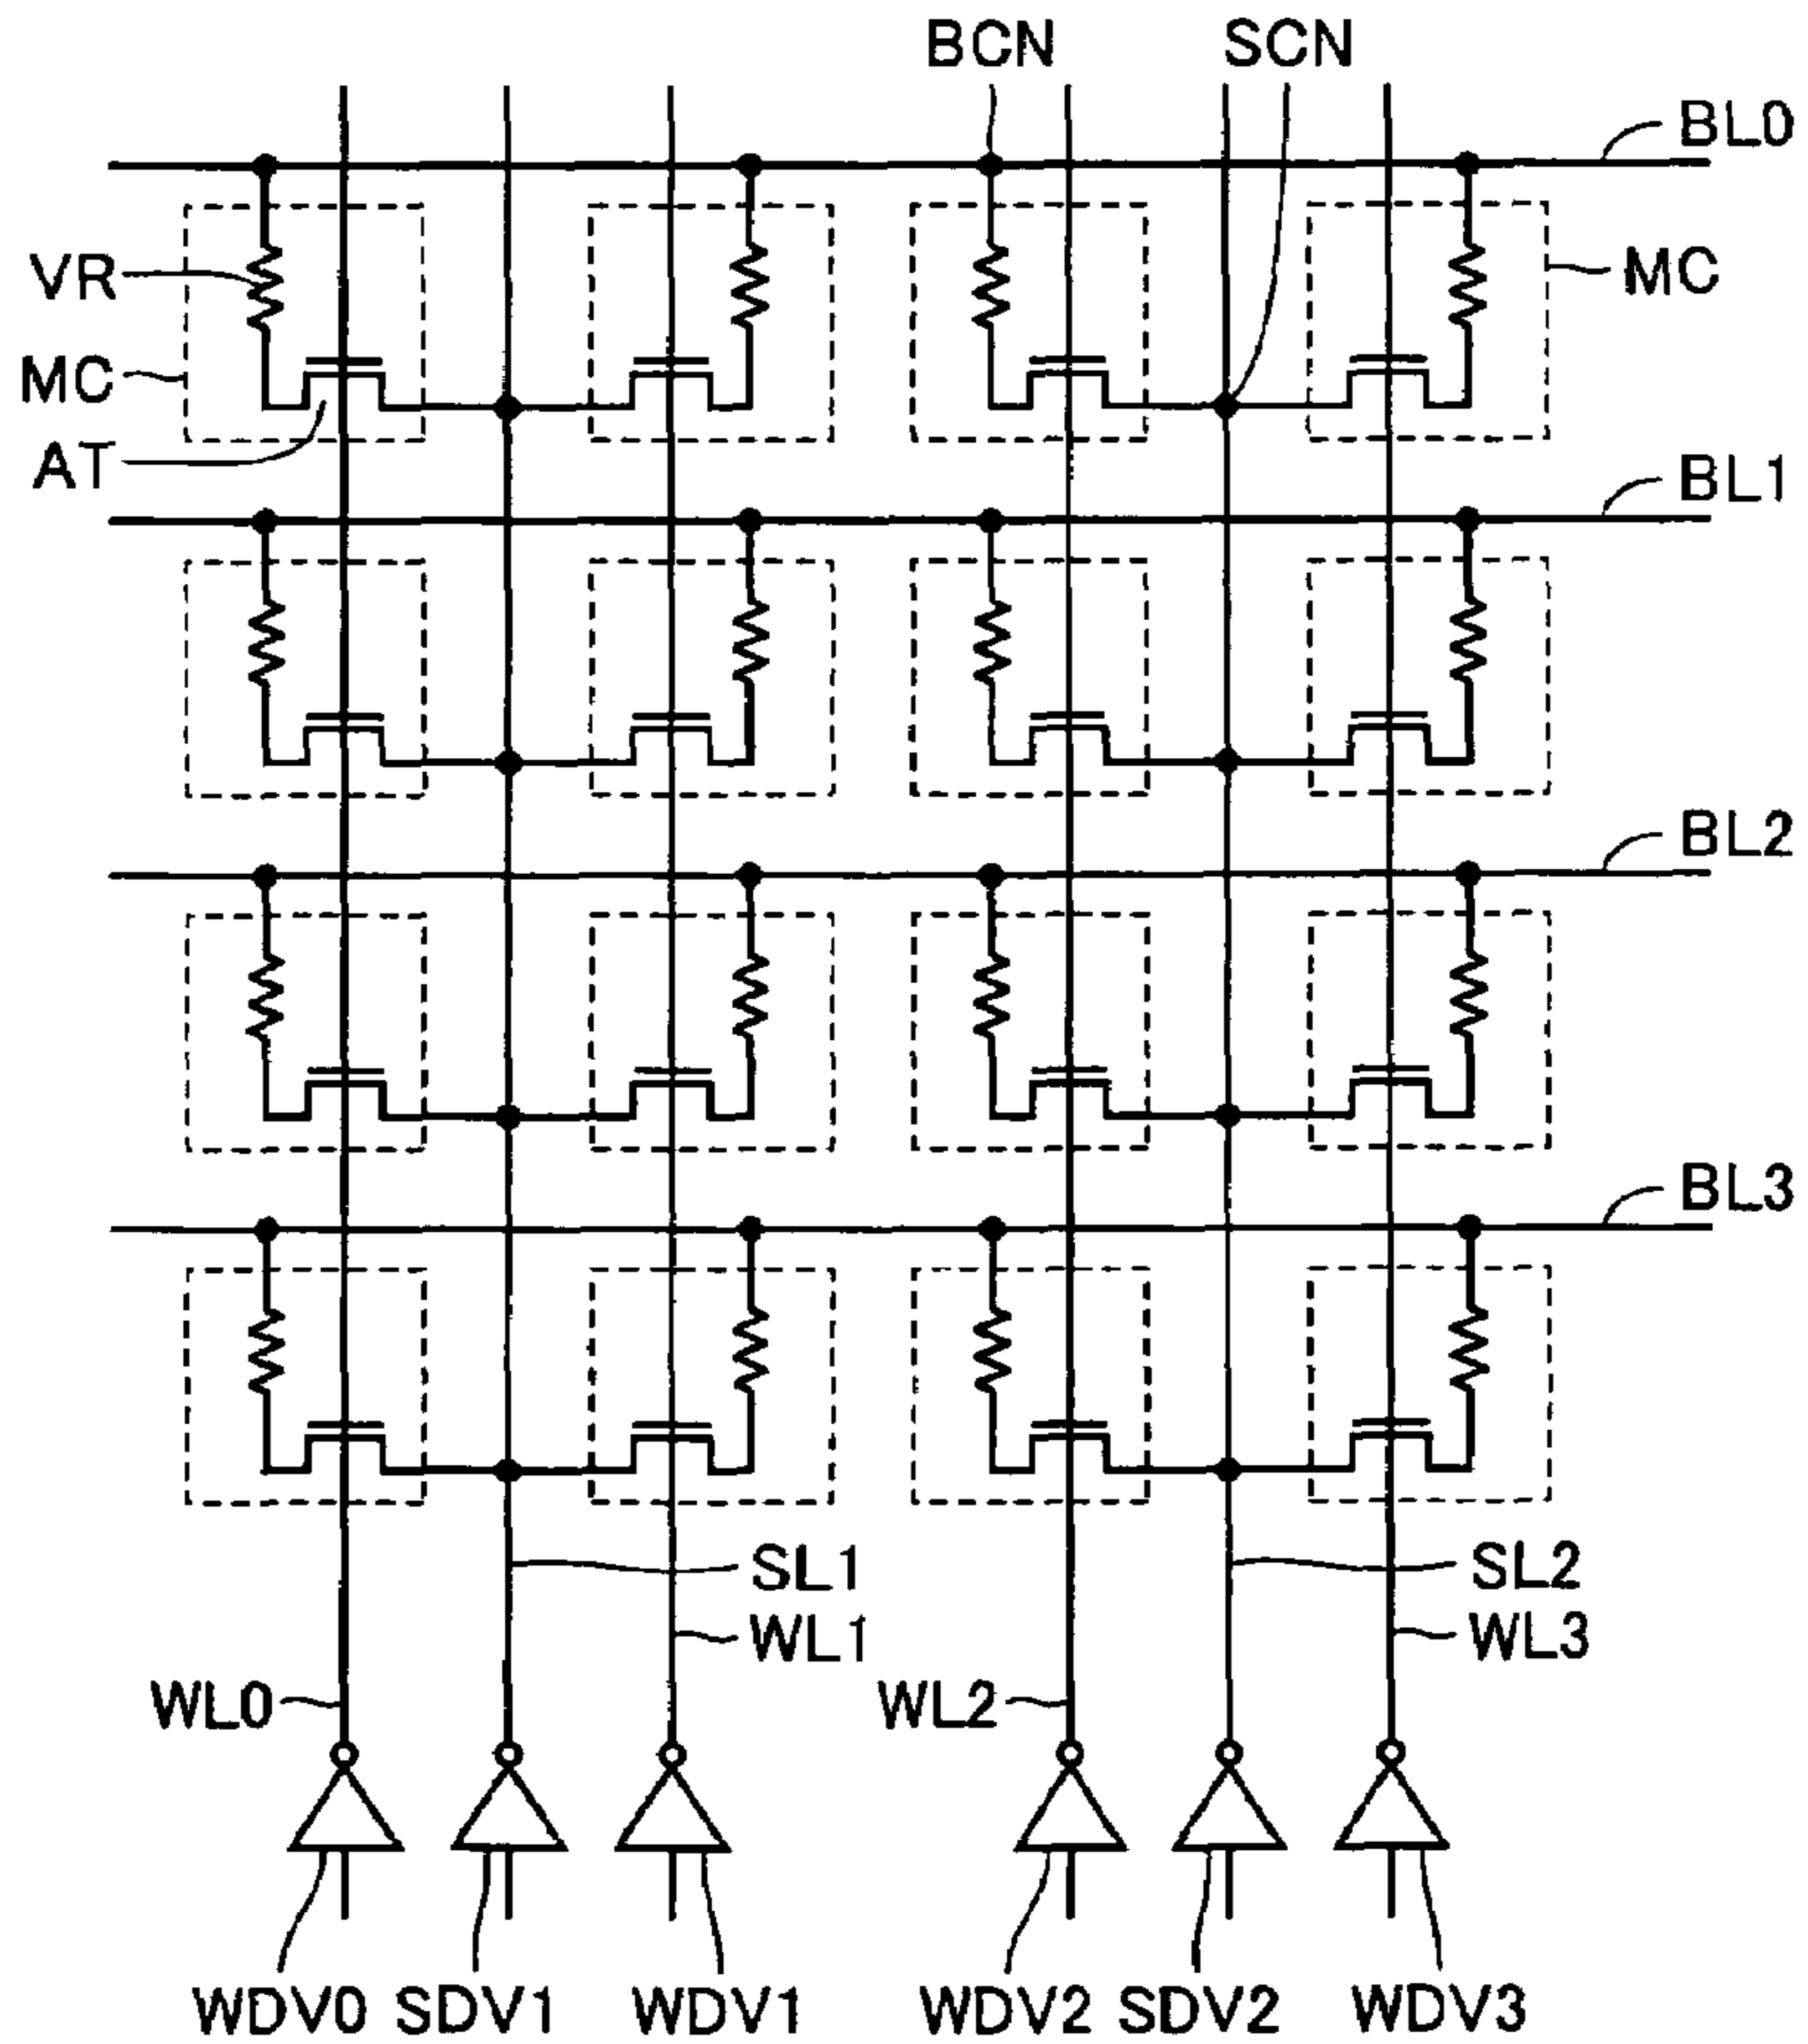 BCN SCN
BL0
VR
MC
MC
AT
BL1
BL2
BL3
SL1 SL2
WL1 WL3
WL0 WL2
WDV0 SDV1 WDV1 WDV2 SDV2 WDV3